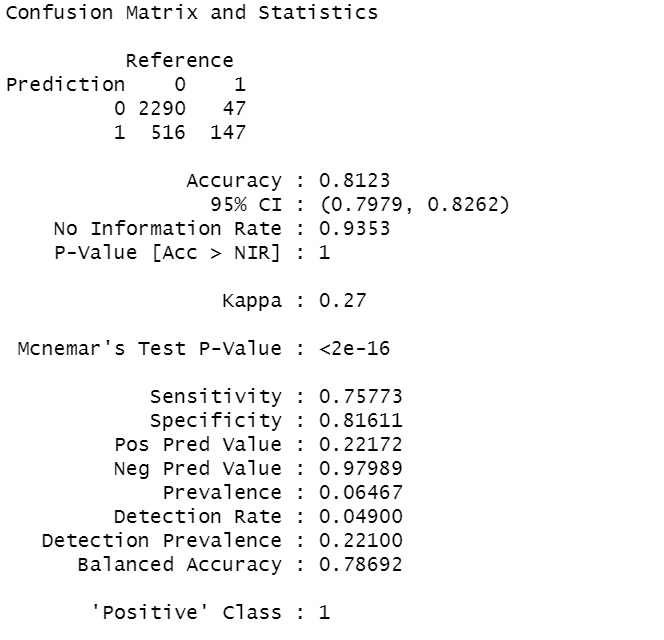 Confusion Matrix and Statistics
          Reference
Prediction    0    1
         0 2290   47
         1  516  147
               Accuracy : 0.8123
                 95% CI : (0.7979, 0.8262)
    No Information Rate : 0.9353
    P-Value [Acc > NIR] : 1
                  Kappa : 0.27
 Mcnemar's Test P-Value : <2e-16
            Sensitivity : 0.75773
            Specificity : 0.81611
         Pos Pred Value : 0.22172
         Neg Pred Value : 0.97989
             Prevalence : 0.06467
         Detection Rate : 0.04900
   Detection Prevalence : 0.22100
      Balanced Accuracy : 0.78692
       'Positive' Class : 1